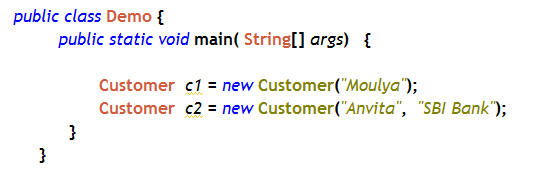 public class Demo {
public static void main( String[] args) {
Customer c1 = new Customer("Moulya");
Customer c2 = new Customer("Anvita", "SBI Bank");
}
}